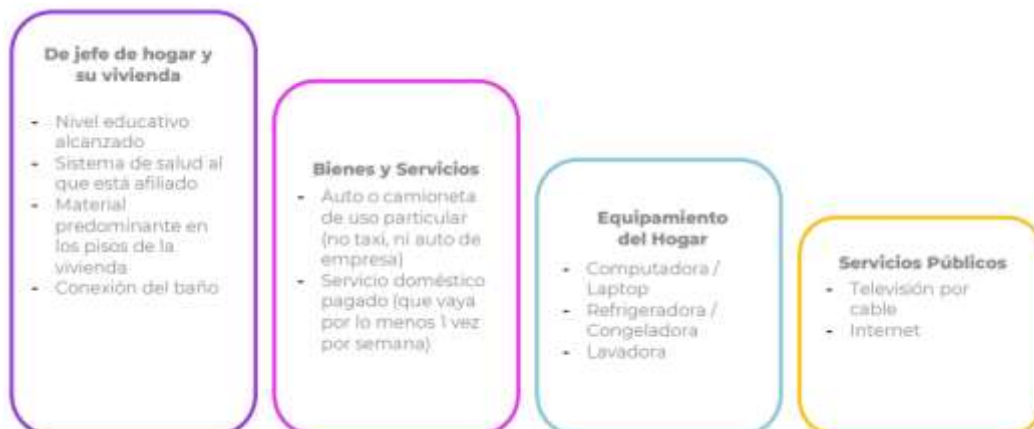 De jefe de hogar y
su vivienda
- Nivel educativo
alcanzado
- Sistema de salud al
que está afiliado
- Material
predominante en
los pisos de la
vivienda
- Conexión del baño
Bienes y Servicios
- Auto o camioneta
de uso particular
(no taxi, ni auto de
empresa)
- Servicio doméstico
pagado (que vaya
por lo menos 1 vez
por semana)
Equipamiento
del Hogar
- Computadora /
Laptop
- Refrigeradora /
Congeladora
- Lavadora
Servicios Públicos
- Televisión por
cable
- Internet